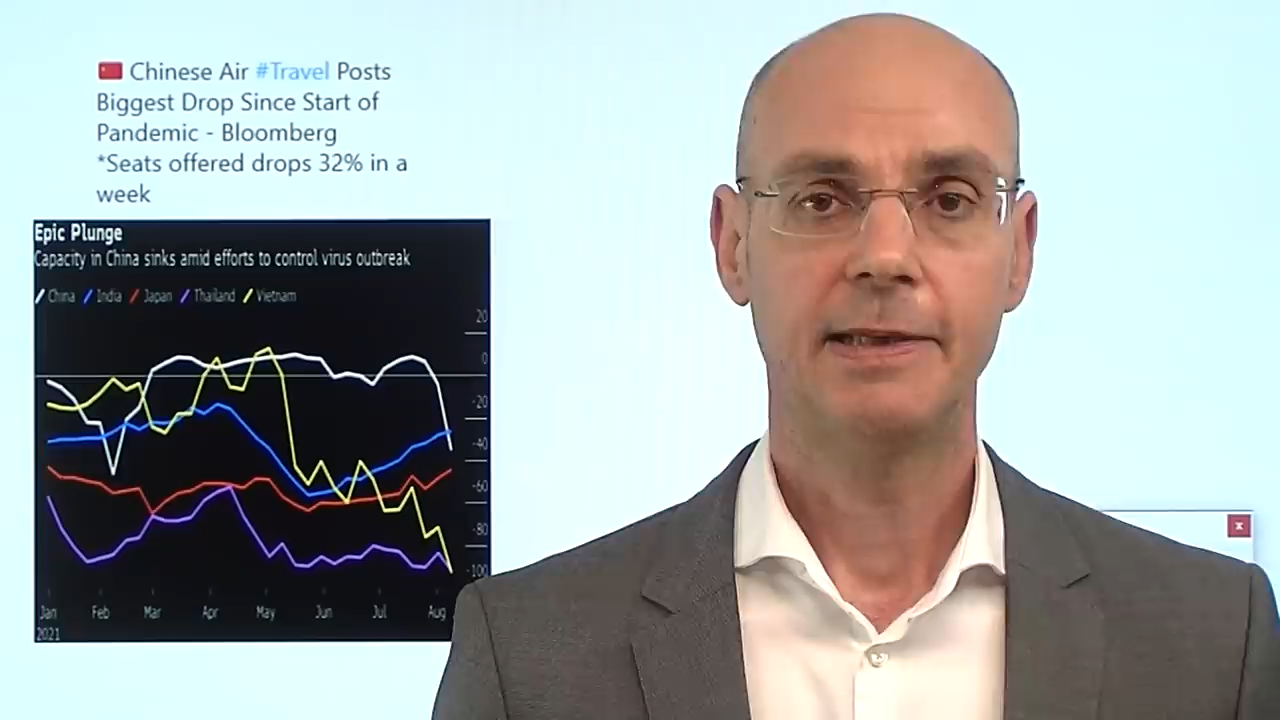 🇨🇳 Chinese Air #Travel Posts
Biggest Drop Since Start of
Pandemic - Bloomberg
*Seats offered drops 32% in a
week
Epic Plunge
Capacity in China sinks amid efforts to control virus outbreak
China India Japan Thailand Vietnam
20
0
-20
-40
-60
-80
-100
Jan Feb Mar Apr May Jun Jul Aug
2021
x